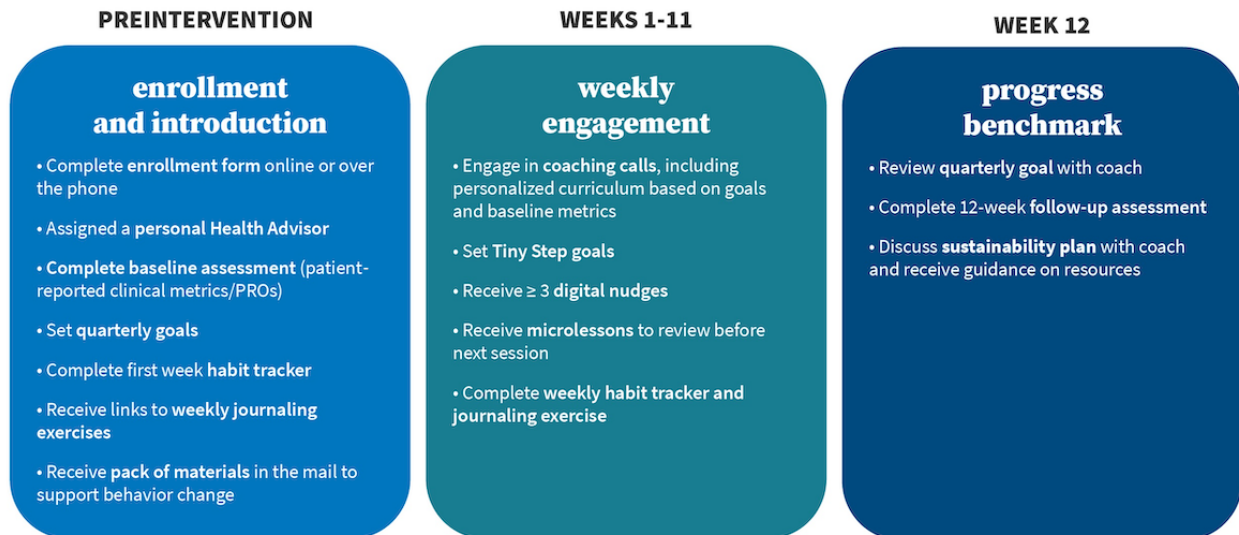 PREINTERVENTION
enrollment
and introduction
• Complete enrollment form online or over
the phone
• Assigned a personal Health Advisor
• Complete baseline assessment (patient-
reported clinical metrics/PROs)
• Set quarterly goals
• Complete first week habit tracker
• Receive links to weekly journaling
exercises
• Receive pack of materials in the mail to
support behavior change
WEEKS 1-11
weekly
engagement
• Engage in coaching calls, including
personalized curriculum based on goals
and baseline metrics
• Set Tiny Step goals
• Receive ≥ 3 digital nudges
• Receive microlessons to review before
next session
• Complete weekly habit tracker and
journaling exercise
WEEK 12
progress
benchmark
• Review quarterly goal with coach
• Complete 12-week follow-up assessment
• Discuss sustainability plan with coach
and receive guidance on resources